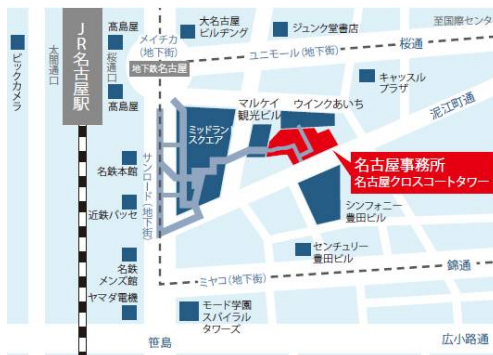 髙島屋
大名古屋
ビルヂング
ジュンク堂書店
至国際センター
メイチカ
(地下街)
ユニモール(地下街)
桜通
JR名古屋駅
太閤通口
桜通口
地下鉄名古屋
ビックカメラ
キャッスル
プラザ
髙島屋
マルケイ
観光ビル
ウインクあいち
泥江町通
ミッドランド
スクエア
名鉄本館
サンロード(地下街)
名古屋事務所
名古屋クロスコートタワー
近鉄パッセ
シンフォニー
豊田ビル
センチュリー
豊田ビル
名鉄
メンズ館
ミヤコ(地下街)
錦通
ヤマダ電機
モード学園
スパイラル
タワーズ
笹島
広小路通